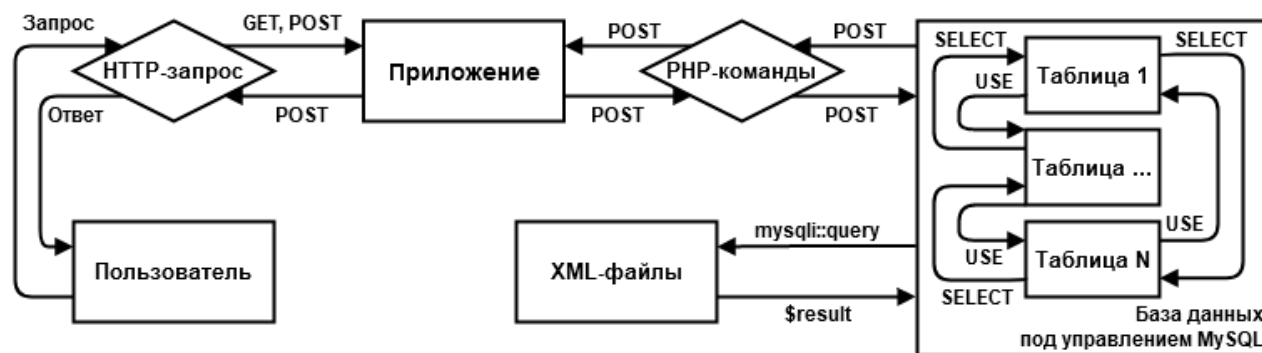 Запрос
GET, POST
HTTP-запрос
Ответ
POST
Приложение
POST
POST
PHP-команды
POST
POST
SELECT
SELECT
USE
Таблица 1
Таблица ...
USE
USE
Таблица N
SELECT
База данных
под управлением MySQL
Пользователь
XML-файлы
mysqli::query
$result